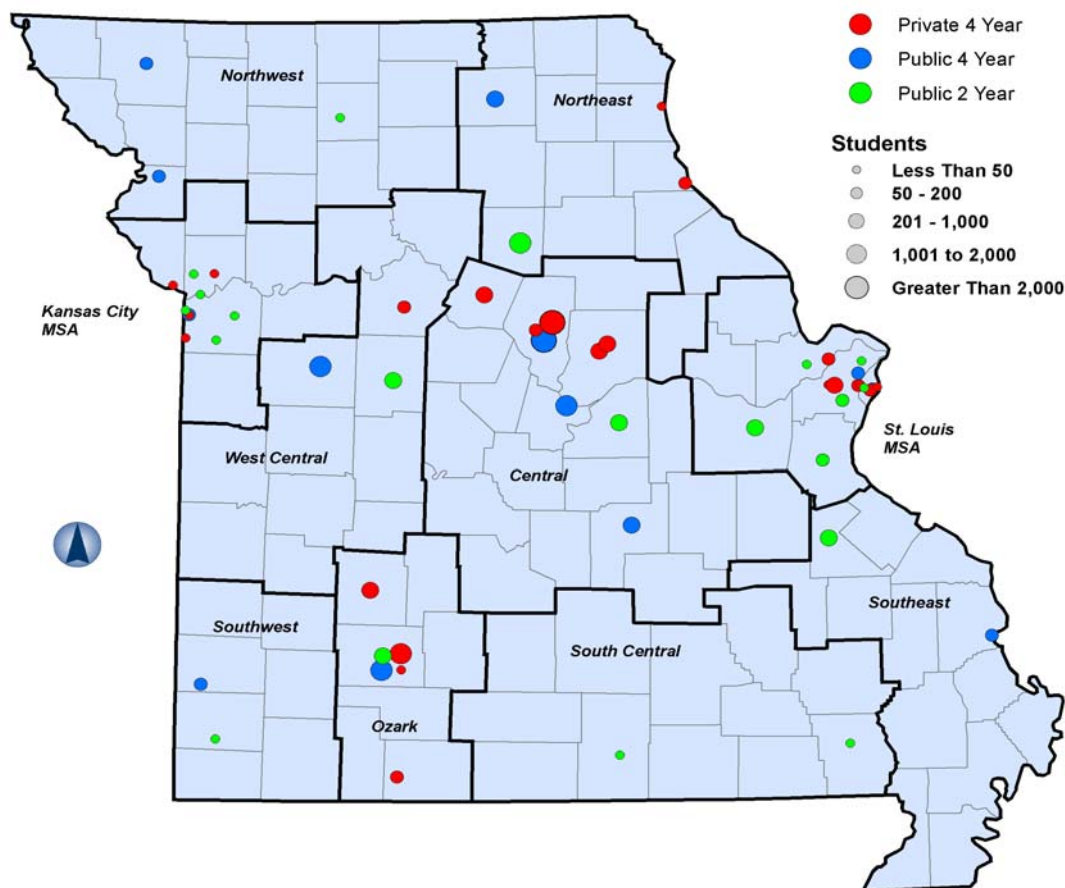 Private 4 Year
Public 4 Year
Public 2 Year
Students
Less Than 50
50 - 200
201 - 1,000
1,001 to 2,000
Greater Than 2,000
Northwest
Northeast
Kansas City
MSA
St. Louis
MSA
West Central
Central
Southwest
Southeast
South Central
Ozark